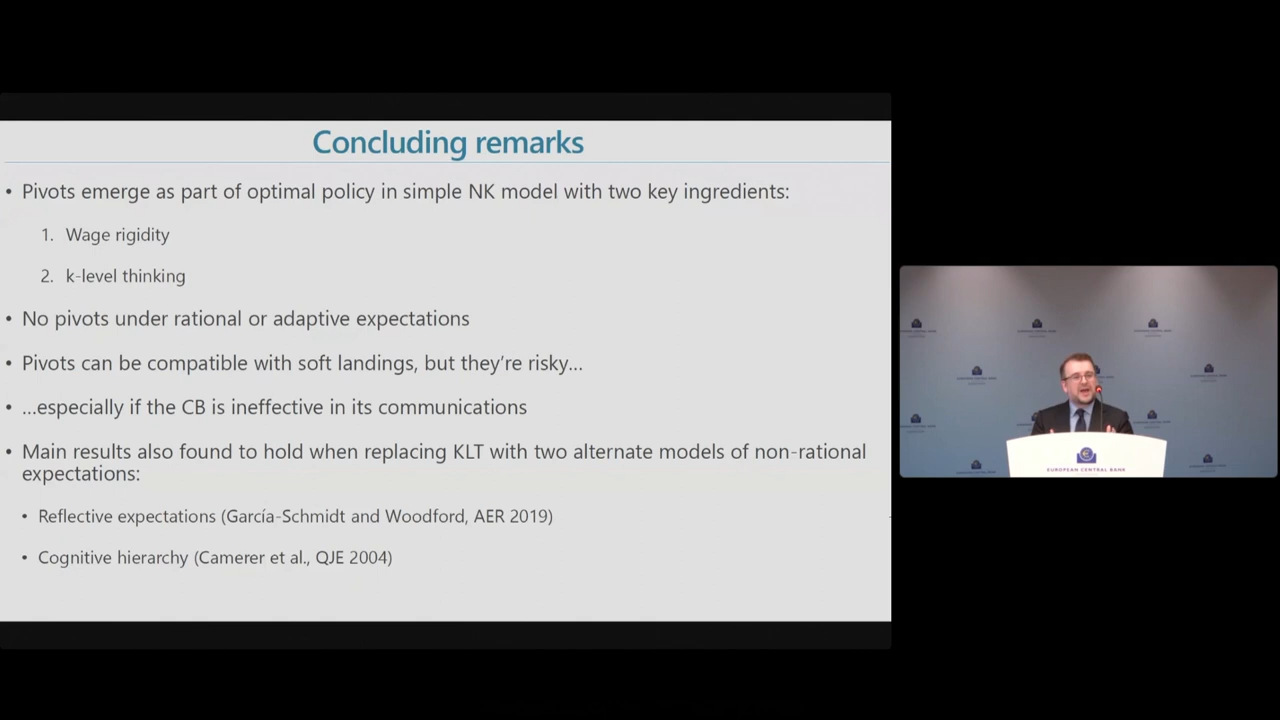 Concluding remarks
• Pivots emerge as part of optimal policy in simple NK model with two key ingredients:
1. Wage rigidity
2. k-level thinking
• No pivots under rational or adaptive expectations
• Pivots can be compatible with soft landings, but they're risky…
• …especially if the CB is ineffective in its communications
• Main results also found to hold when replacing KLT with two alternate models of non-rational
expectations:
• Reflective expectations (García-Schmidt and Woodford, AER 2019)
• Cognitive hierarchy (Camerer et al., QJE 2004)
EUROPEAN CENTRAL BANK